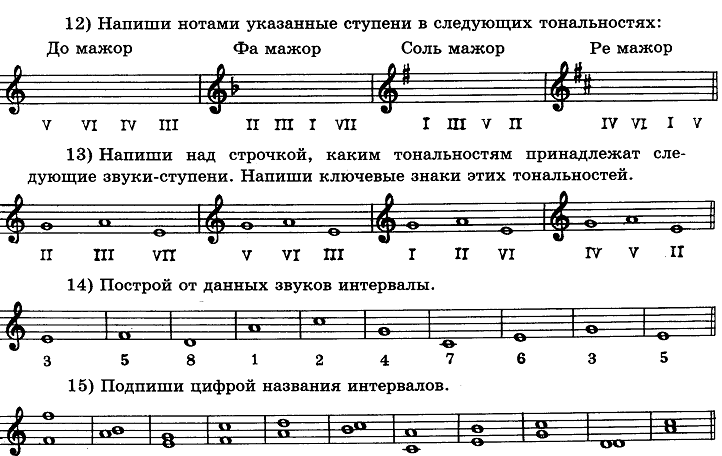 12) Напиши нотами указанные ступени в следующих тональностях:
До мажор Фа мажор Соль мажор Ре мажор
V VI IV III II III I VII I III V II IV VI I V
13) Напиши над строчкой, каким тональностям принадлежат сле-
дующие звуки-ступени. Напиши ключевые знаки этих тональностей.
II III VII V VI III I II VI IV V II
14) Построй от данных звуков интервалы.
3 5 8 1 2 4 7 6 3 5
15) Подпиши цифрой названия интервалов.